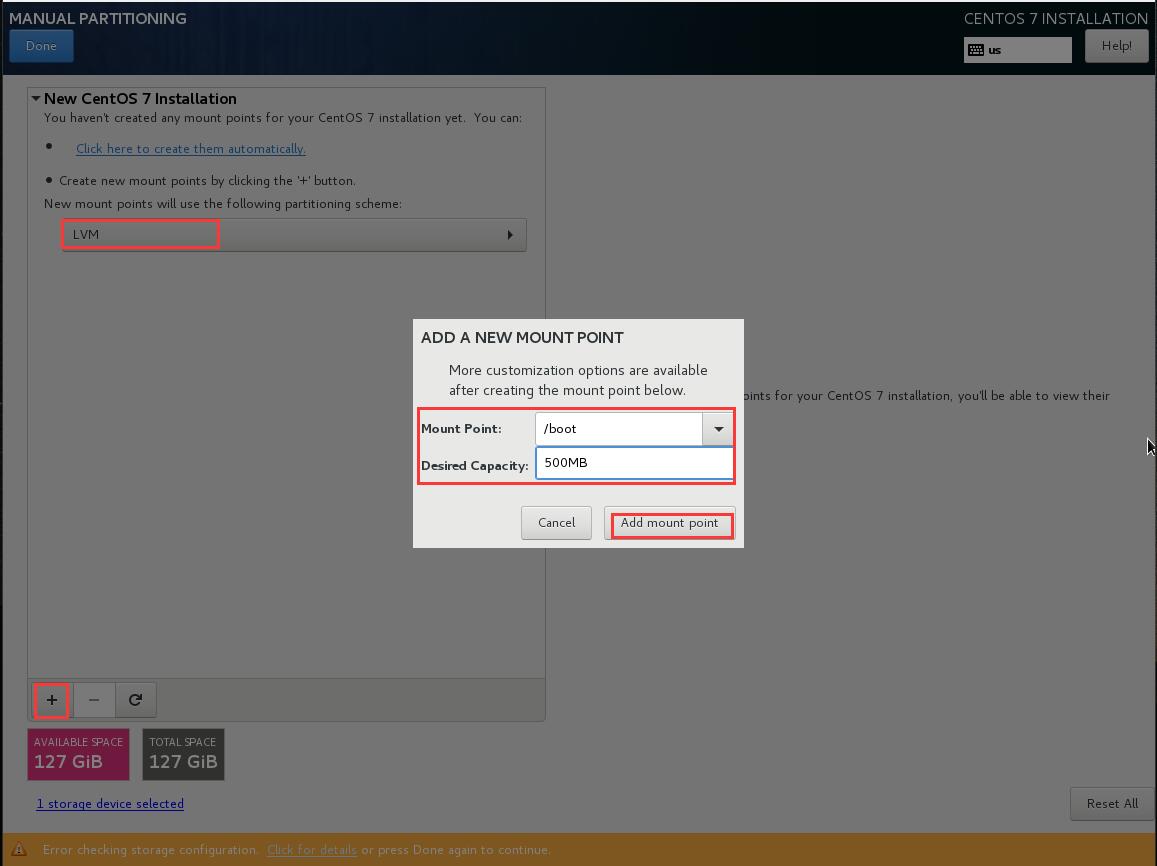 MANUAL PARTITIONING
CENTOS 7 INSTALLATION
Done
us
Help!
New CentOS 7 Installation
You haven't created any mount points for your CentOS 7 installation yet.  You can:
Click here to create them automatically.
Create new mount points by clicking the '+' button.
New mount points will use the following partitioning scheme:
LVM
ADD A NEW MOUNT POINT
More customization options are available
after creating the mount point below.
Mount Point:
/boot
Desired Capacity:
500MB
Cancel
Add mount point
oints for your CentOS 7 installation, you'll be able to view their
+
−
AVAILABLE SPACE
127 GiB
TOTAL SPACE
127 GiB
1 storage device selected
Reset All
Error checking storage configuration.  Click for details or press Done again to continue.